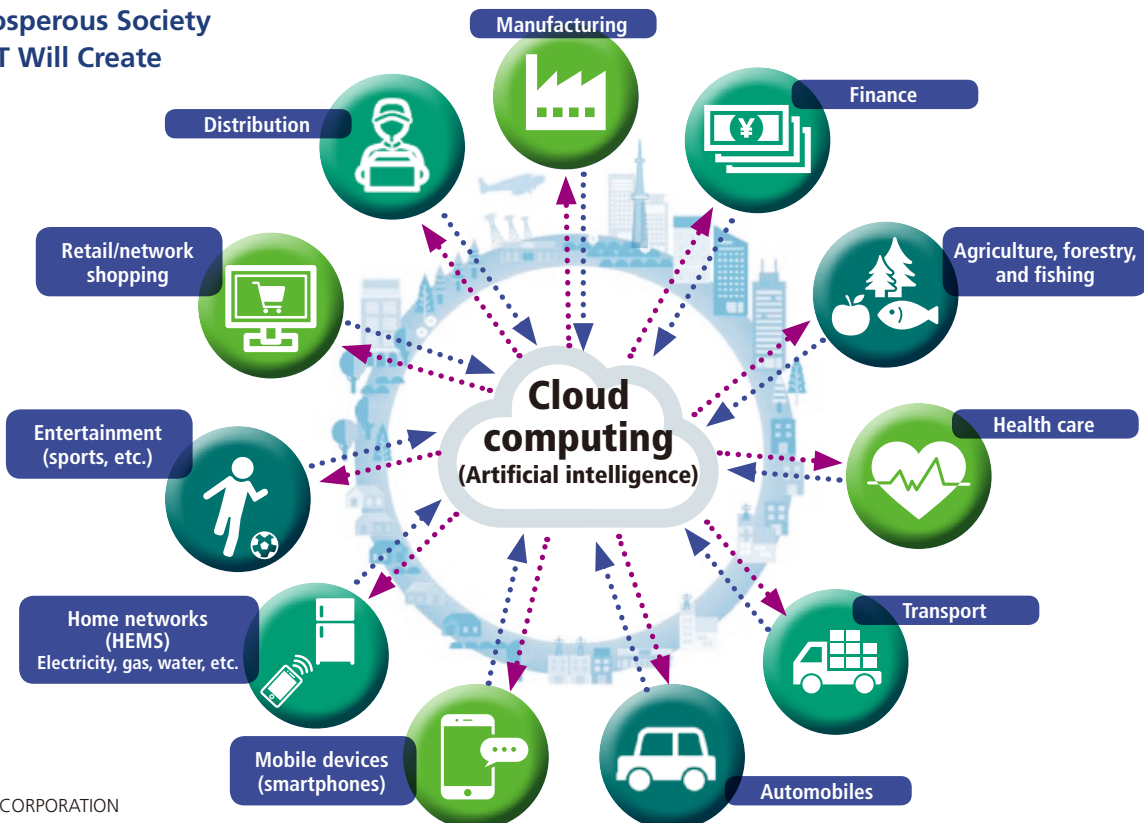 osperous Society
T Will Create
Manufacturing
Finance
Distribution
¥
Retail/network
shopping
Agriculture, forestry,
and fishing
Cloud
computing
(Artificial intelligence)
Health care
Entertainment
(sports, etc.)
Home networks
(HEMS)
Electricity, gas, water, etc.
Transport
Mobile devices
(smartphones)
Automobiles
CORPORATION